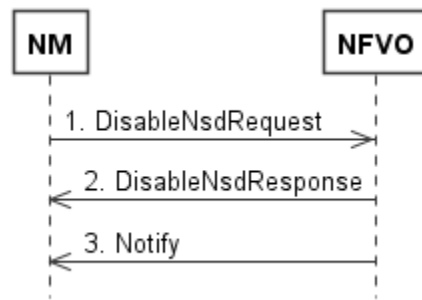 NM
NFVO
1. DisableNsdRequest
2. DisableNsdResponse
3. Notify